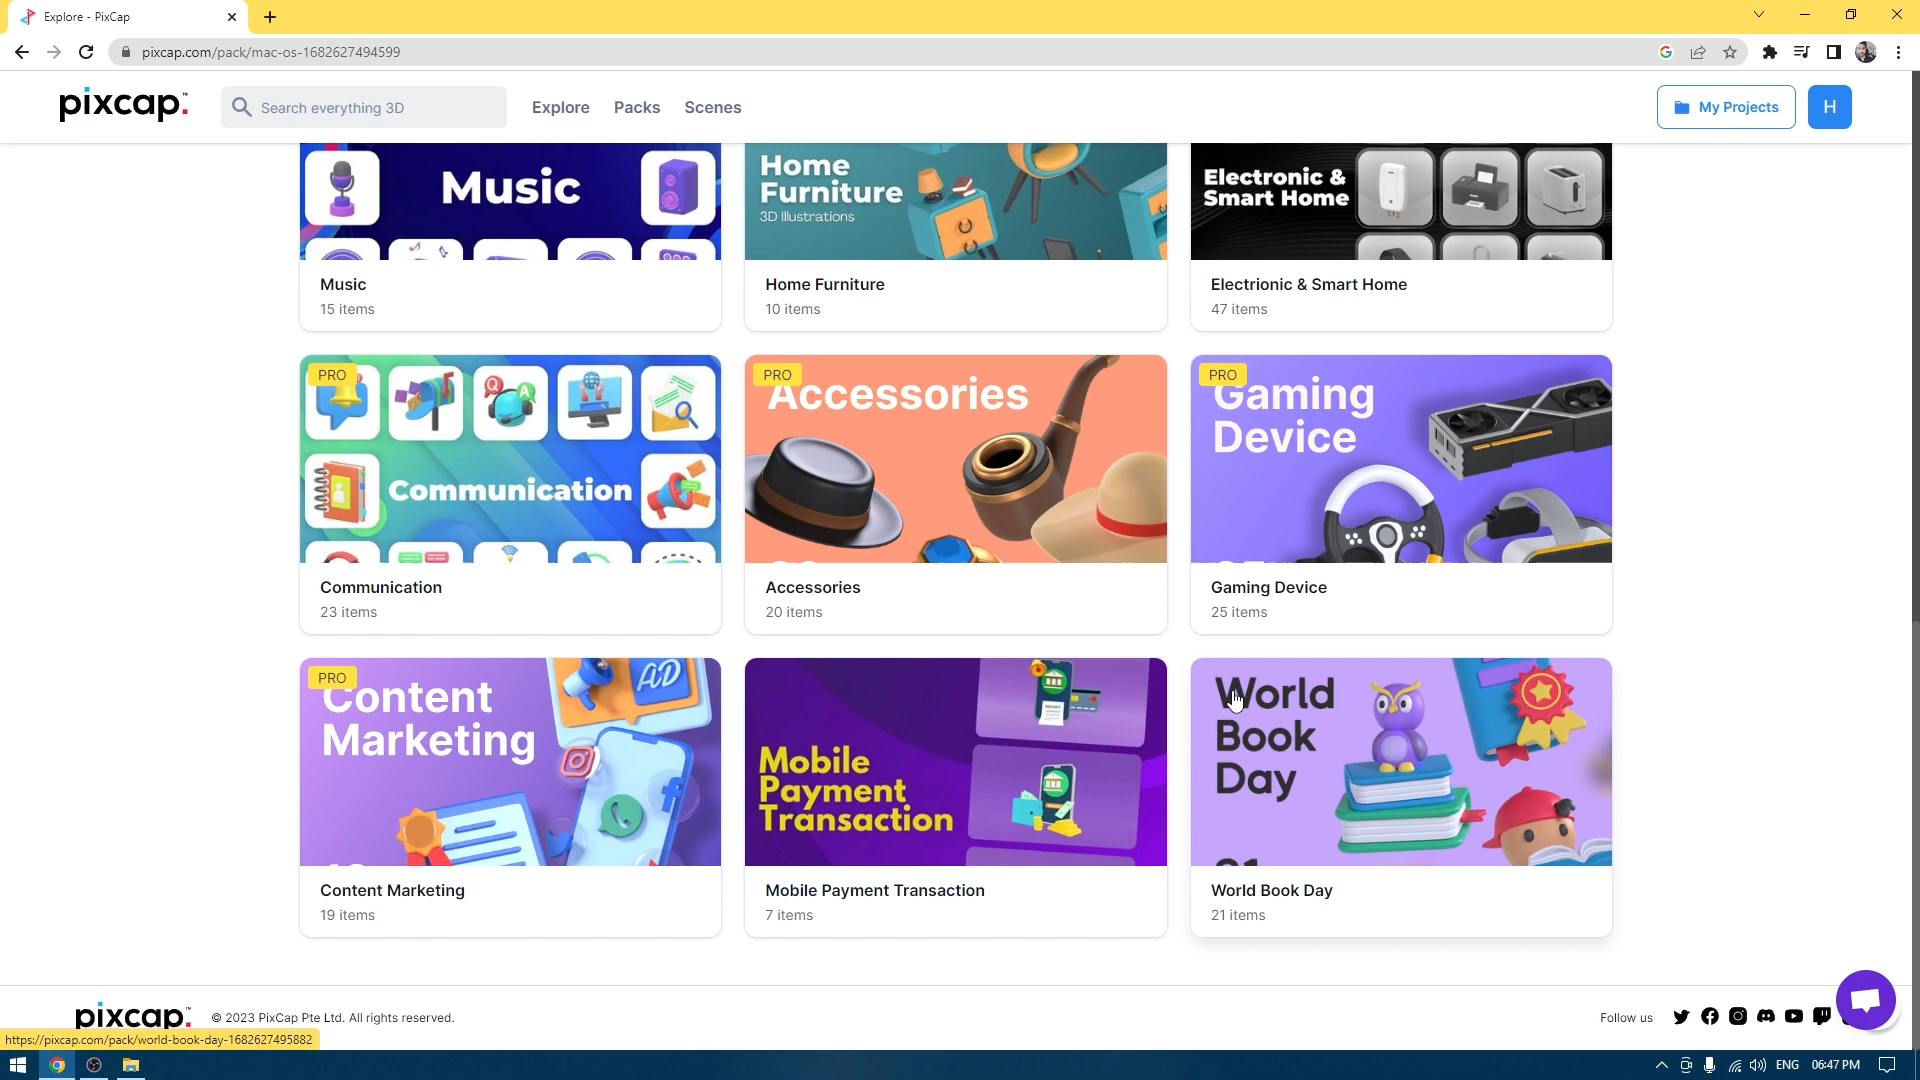 Explore - PixCap
pixcap.com/pack/mac-os-1682627494599
pixcap.™
Search everything 3D
Explore
Packs
Scenes
My Projects
H
Music
Home
Furniture
3D Illustrations
Electronic &
Smart Home
Music
15 items
Home Furniture
10 items
Electrionic & Smart Home
47 items
PRO
Q
A
Communication
PRO
Accessories
PRO
Gaming
Device
Communication
23 items
Accessories
20 items
Gaming Device
25 items
PRO
Content
Marketing
AD
Mobile
Payment
Transaction
World
Book
Day
Content Marketing
19 items
Mobile Payment Transaction
7 items
World Book Day
21 items
pixcap.™
© 2023 PixCap Pte Ltd. All rights reserved.
Follow us
https://pixcap.com/pack/world-book-day-1682627495882
ENG
06:47 PM